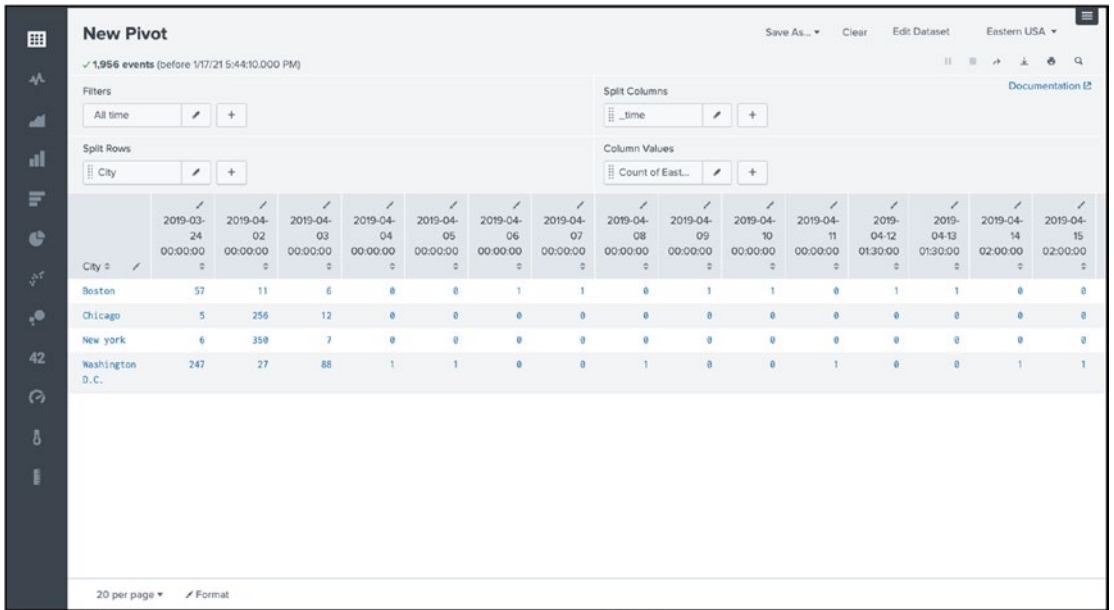 New Pivot
Save As... Clear Edit Dataset Eastern USA
✓ 1,956 events (before 1/17/21 5:44:10.000 PM)
Documentation
Filters Split Columns
All time + _time +
Split Rows Column Values
City + Count of East... +
2019-03- 2019-04- 2019-04- 2019-04- 2019-04- 2019-04- 2019-04- 2019-04- 2019-04- 2019-04- 2019-04- 2019- 2019- 2019-04- 2019-04-
24 02 03 04 05 06 07 08 09 10 11 04-12 04-13 14 15
00:00:00 00:00:00 00:00:00 00:00:00 00:00:00 00:00:00 00:00:00 00:00:00 00:00:00 00:00:00 00:00:00 01:30:00 01:30:00 02:00:00 02:00:00
City
Boston 57 11 6 0 0 1 1 0 1 1 0 1 1 0 0
Chicago 5 256 12 0 0 0 0 0 0 0 0 0 0 0 0
New york 6 350 7 0 0 0 0 0 0 0 0 0 0 0 0
Washington 247 27 88 1 1 0 0 1 0 0 1 0 0 1 1
D.C.
42
20 per page Format